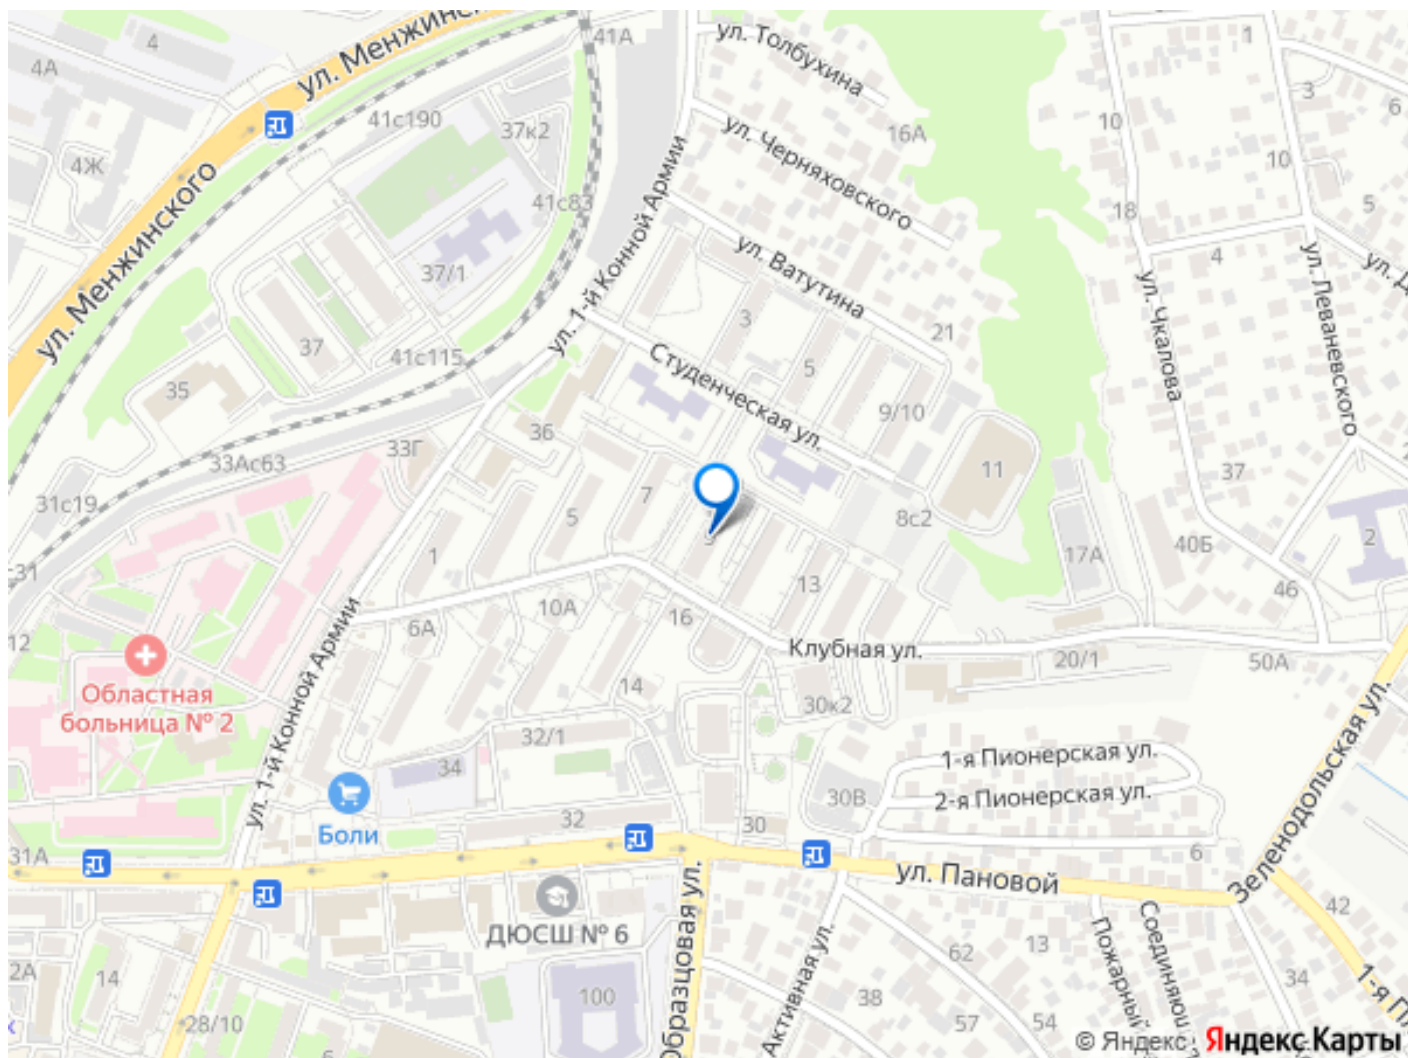 ул. Менжинск
4
4А
4Ж
41А
ул. Толбухина
1
3
6
41с190
37к2
16А
10
10
ул. Менжинского
ул. Черняховского
41с83
18
5
37/1
ул. 1-й Конной Армии
ул. Ватутина
4
ул. Чкалова
ул. Леваневского
ул. Д
37
3
21
41с115
Студенческая ул.
5
35
9/10
36
33Г
33Ас63
11
37
31с19
7
5
8с2
1
17А
40Б
2
с-31
13
46
10А
12
6А
16
Клубная ул.
20/1
50А
Областная
больница № 2
ул. 1-й Конной Армии
14
30к2
32/1
1-я Пионерская ул.
34
2-я Пионерская ул.
30В
Зеленодольская ул.
Боли
32
30
6
31А
ул. Пановой
42
ДЮСШ № 6
Образцовая ул.
Активная ул.
62
13
Пожарный
Соединяющ
1-я П
2А
14
100
38
34
28/10
57
54
6
к
© Яндекс Яндекс Карты